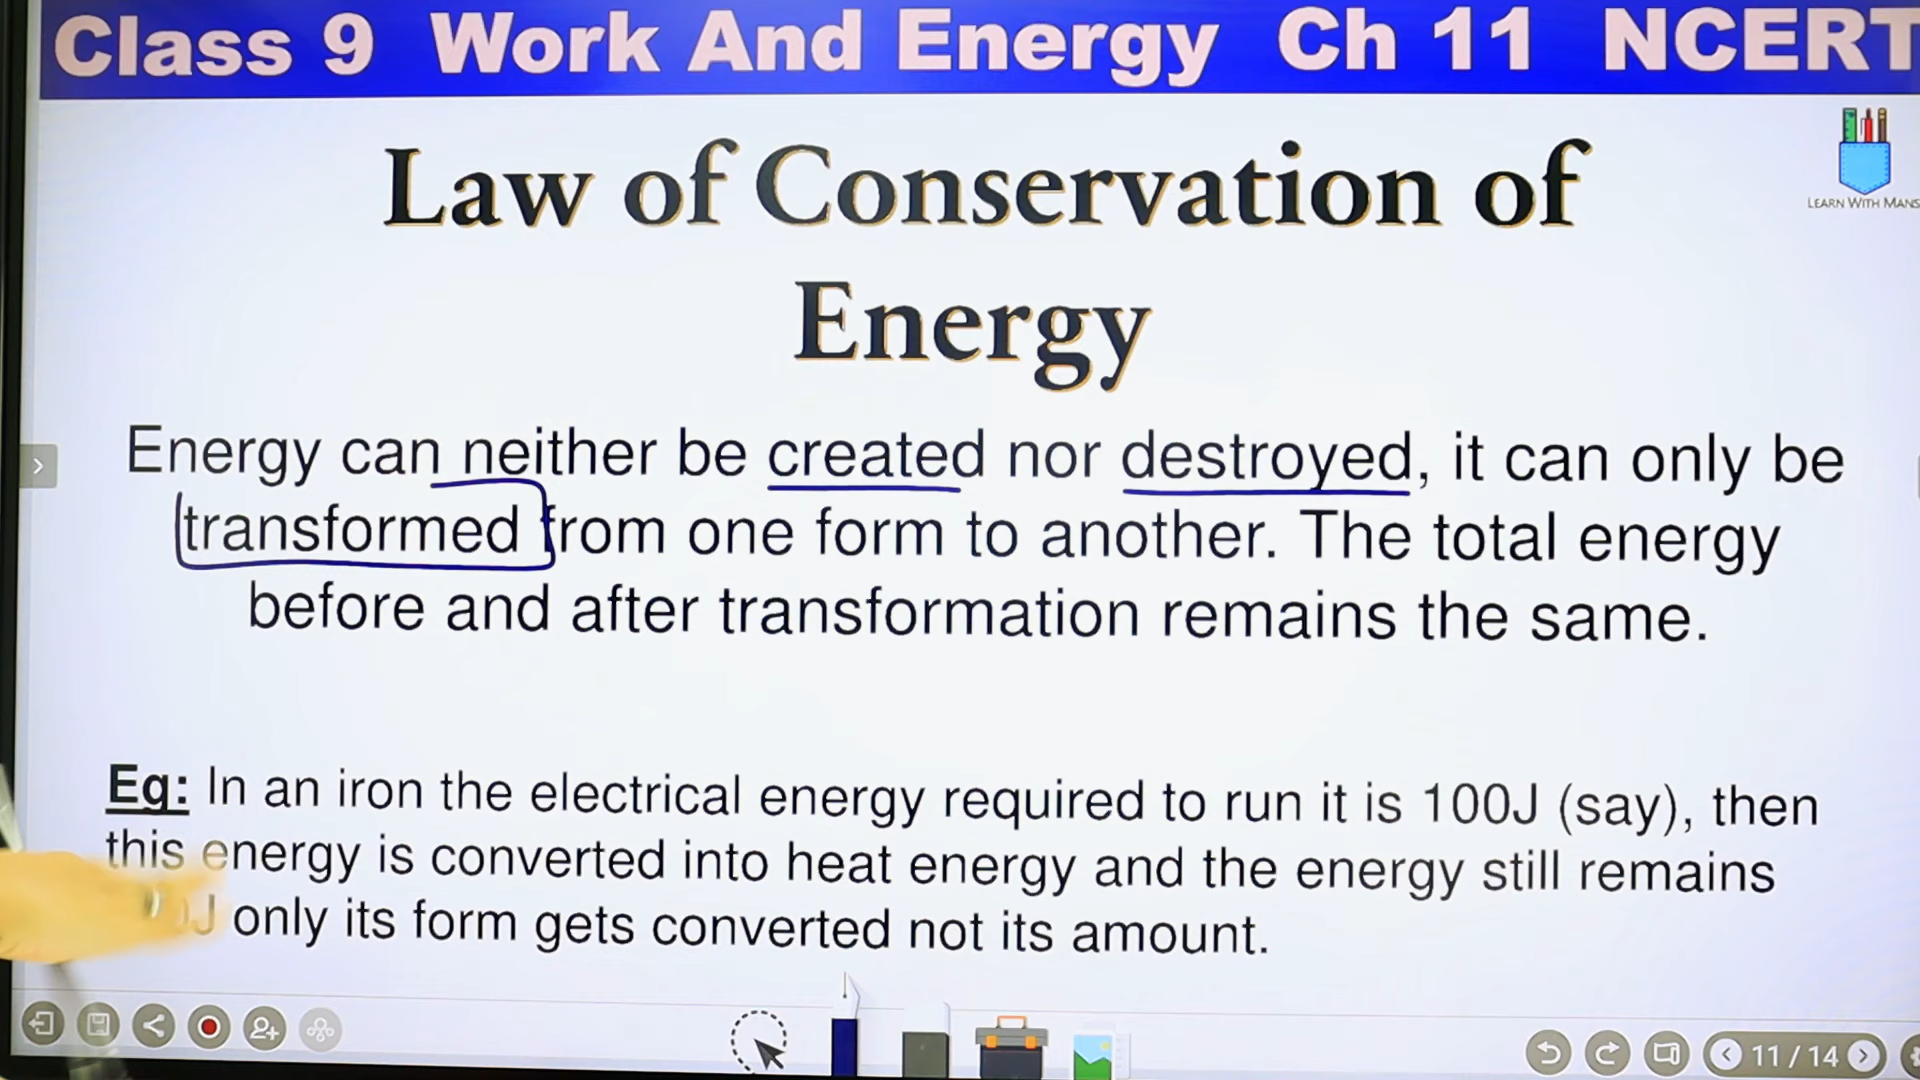 Class 9 Work And Energy Ch 11 NCERT
LEARN WITH MANS
Law of Conservation of
Energy
Energy can neither be created nor destroyed, it can only be
transformed from one form to another. The total energy
before and after transformation remains the same.
Eg: In an iron the electrical energy required to run it is 100J (say), then
this energy is converted into heat energy and the energy still remains
only its form gets converted not its amount.
11 / 14